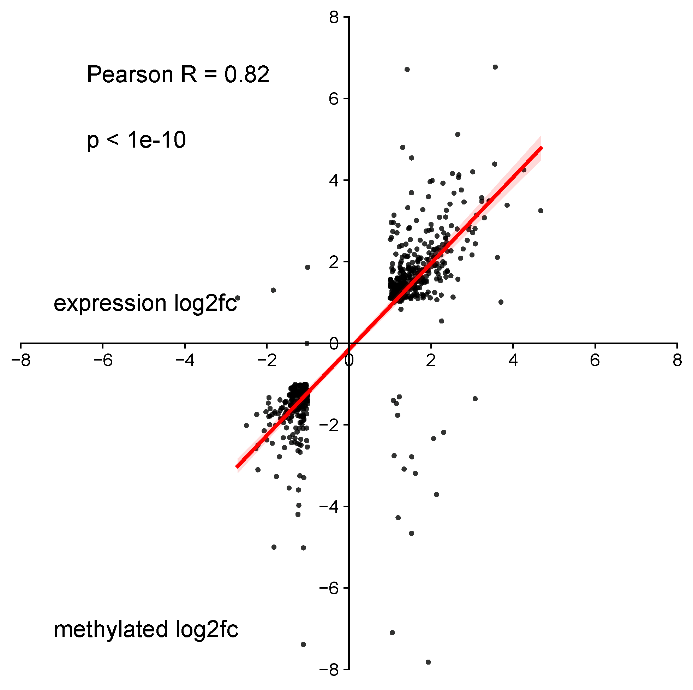 8
Pearson R = 0.82
6
p < 1e-10
4
2
expression log2fc
0
−8 −6 −4 −2 0 2 4 6 8
−2
−4
−6
methylated log2fc
−8